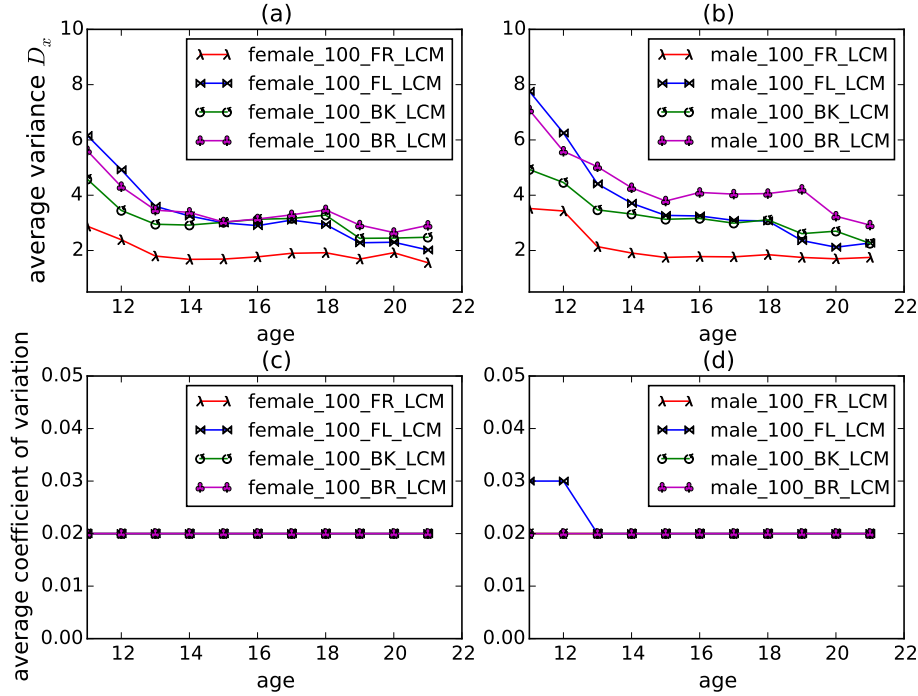 (a)
average variance D_x
10
8
6
4
2
female_100_FR_LCM
female_100_FL_LCM
female_100_BK_LCM
female_100_BR_LCM
12 14 16 18 20 22
age
(b)
10
8
6
4
2
male_100_FR_LCM
male_100_FL_LCM
male_100_BK_LCM
male_100_BR_LCM
12 14 16 18 20 22
age
(c)
average coefficient of variation
0.05
0.04
0.03
0.02
0.01
0.00
female_100_FR_LCM
female_100_FL_LCM
female_100_BK_LCM
female_100_BR_LCM
12 14 16 18 20 22
age
(d)
0.05
0.04
0.03
0.02
0.01
0.00
male_100_FR_LCM
male_100_FL_LCM
male_100_BK_LCM
male_100_BR_LCM
12 14 16 18 20 22
age